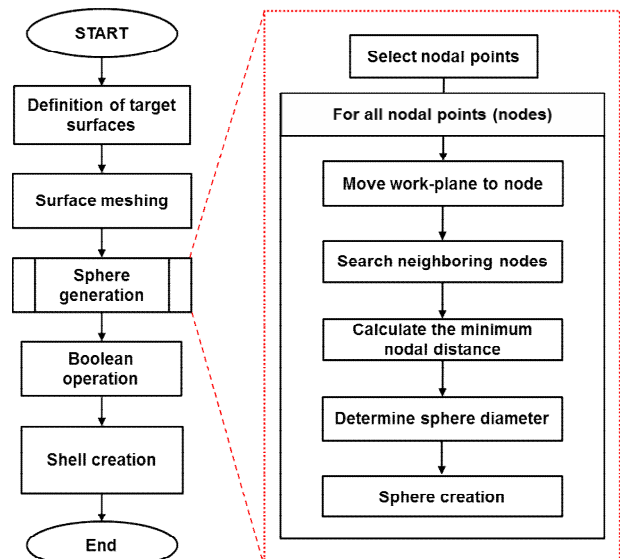 START
Definition of target
surfaces
Surface meshing
Sphere
generation
Boolean
operation
Shell creation
End
Select nodal points
For all nodal points (nodes)
Move work-plane to node
Search neighboring nodes
Calculate the minimum
nodal distance
Determine sphere diameter
Sphere creation